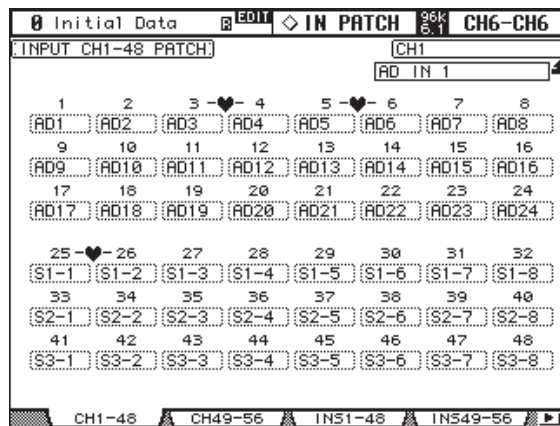 0 Initial Data B EDIT ◇ IN PATCH 96k 6.1 CH6-CH6
INPUT CH1-48 PATCH CH1
AD IN 1
1 2 3 -♥- 4 5 -♥- 6 7 8
AD1 AD2 AD3 AD4 AD5 AD6 AD7 AD8
9 10 11 12 13 14 15 16
AD9 AD10 AD11 AD12 AD13 AD14 AD15 AD16
17 18 19 20 21 22 23 24
AD17 AD18 AD19 AD20 AD21 AD22 AD23 AD24
25 -♥- 26 27 28 29 30 31 32
S1-1 S1-2 S1-3 S1-4 S1-5 S1-6 S1-7 S1-8
33 34 35 36 37 38 39 40
S2-1 S2-2 S2-3 S2-4 S2-5 S2-6 S2-7 S2-8
41 42 43 44 45 46 47 48
S3-1 S3-2 S3-3 S3-4 S3-5 S3-6 S3-7 S3-8
CH1-48 CH49-56 INS1-48 INS49-56